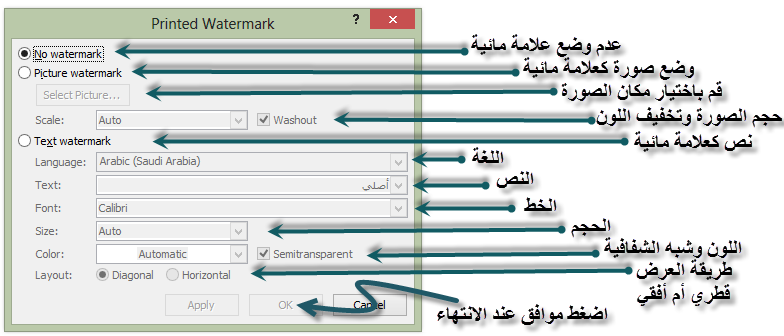 Printed Watermark
?
No watermark
عدم وضع علامة مائية
Picture watermark
وضع صورة كعلامة مائية
Select Picture...
قم باختيار مكان الصورة
Scale: Auto Washout
حجم الصورة وتخفيف اللون
Text watermark
نص كعلامة مائية
Language: Arabic (Saudi Arabia)
اللغة
Text: أصلي
النص
Font: Calibri
الخط
Size: Auto
الحجم
Color: Automatic Semitransparent
اللون وشبه الشفافية
Layout: Diagonal Horizontal
طريقة العرض
قطري أم أفقي
Apply OK Cancel
اضغط موافق عند الانتهاء